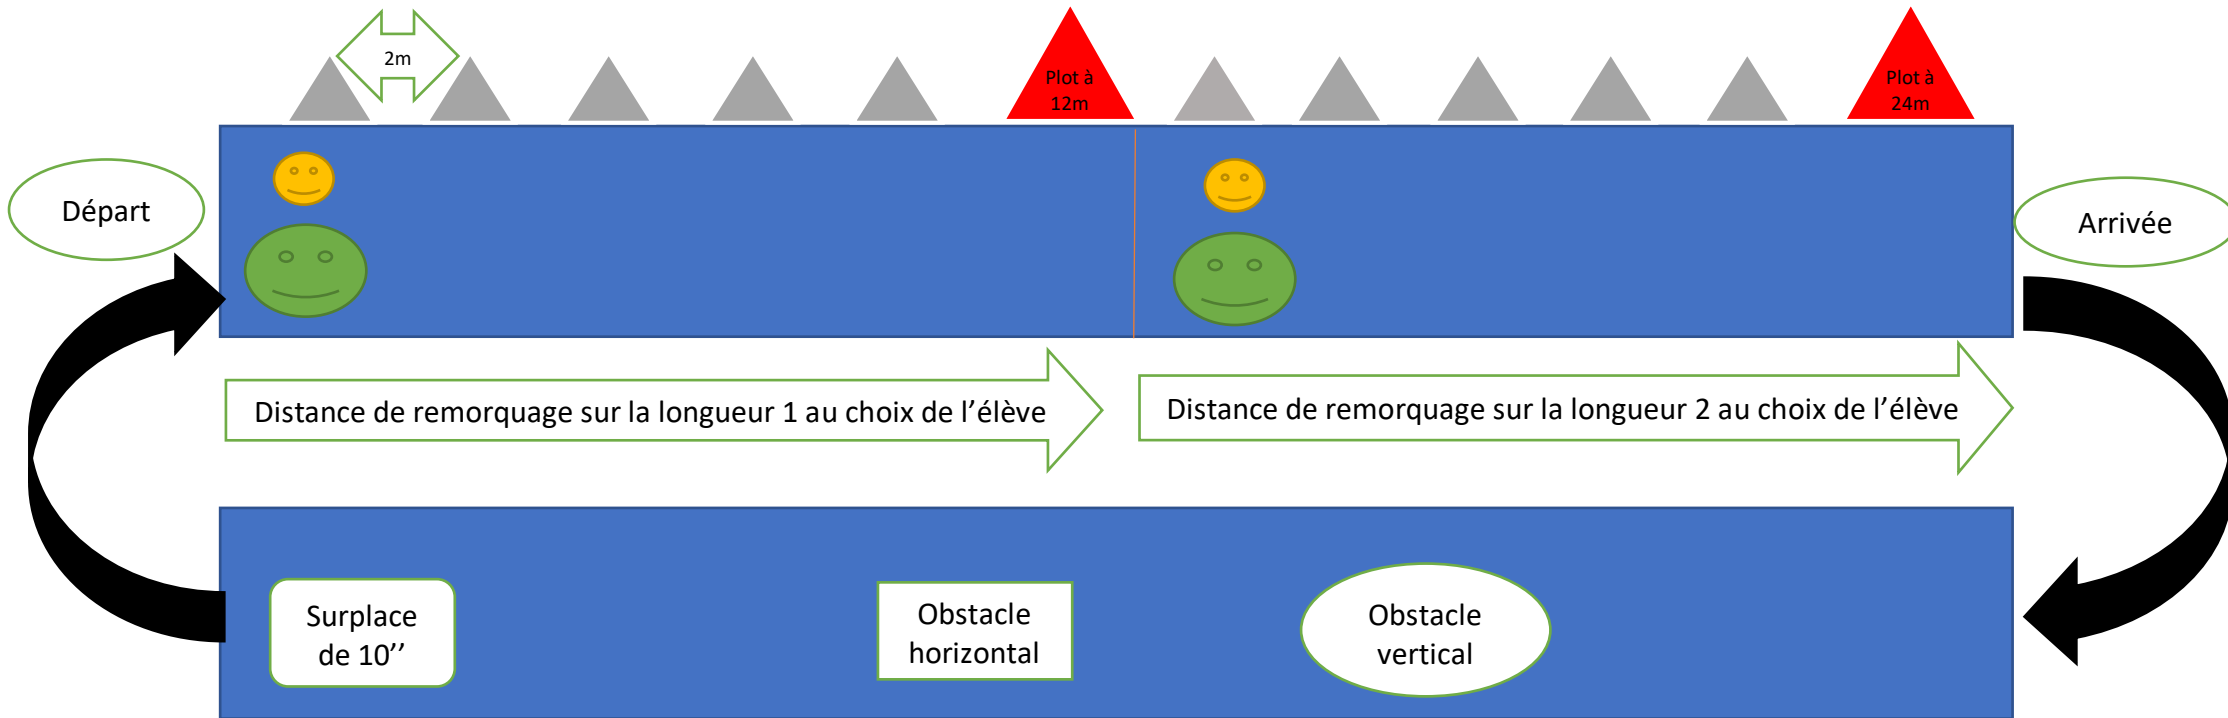 2m
Plot à
12m
Plot à
24m
Départ
Arrivée
Distance de remorquage sur la longueur 1 au choix de l’élève
Distance de remorquage sur la longueur 2 au choix de l’élève
Surplace
de 10’’
Obstacle
horizontal
Obstacle
vertical